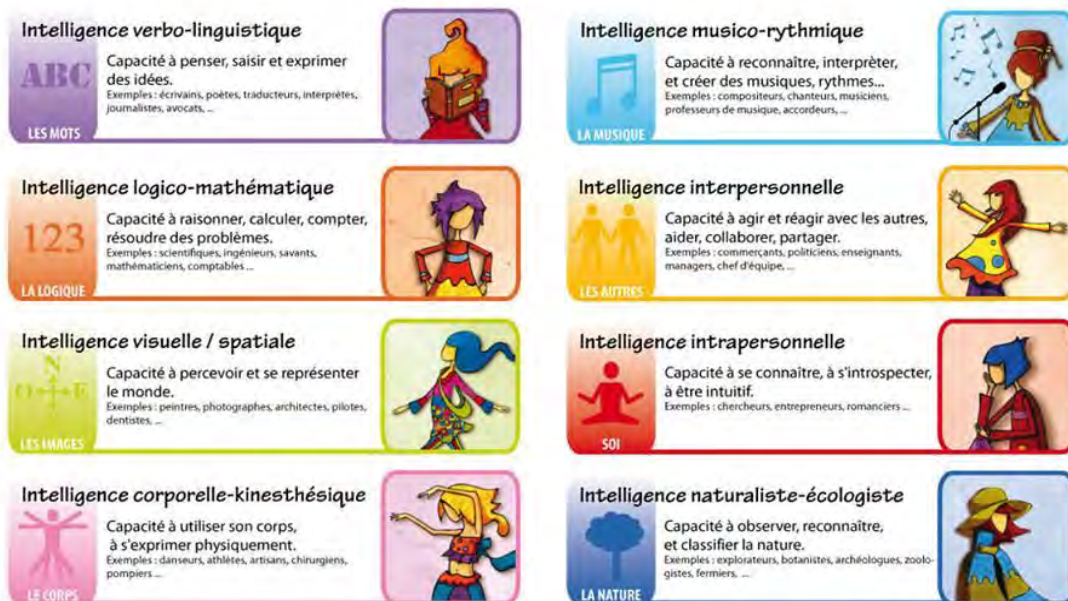 Intelligence verbo-linguistique
ABC
Capacité à penser, saisir et exprimer
des idées.
Exemples : écrivains, poètes, traducteurs, interprètes,
journalistes, avocats, ...
LES MOTS
Intelligence logico-mathématique
123
Capacité à raisonner, calculer, compter,
résoudre des problèmes.
Exemples : scientifiques, ingénieurs, savants,
mathématiciens, comptables ...
LA LOGIQUE
Intelligence visuelle / spatiale
N
O E
Capacité à percevoir et se représenter
le monde.
Exemples : peintres, photographes, architectes, pilotes,
dentistes, ...
LES IMAGES
Intelligence corporelle-kinesthésique
Capacité à utiliser son corps,
à s'exprimer physiquement.
Exemples : danseurs, athlètes, artisans, chirurgiens,
pompiers ...
LE CORPS
Intelligence musico-rythmique
Capacité à reconnaître, interprèter,
et créer des musiques, rythmes...
Exemples : compositeurs, chanteurs, musiciens,
professeurs de musique, accordeurs, ...
LA MUSIQUE
Intelligence interpersonnelle
Capacité à agir et réagir avec les autres,
aider, collaborer, partager.
Exemples : commerçants, politiciens, enseignants,
managers, chef d'équipe, ...
LES AUTRES
Intelligence intrapersonnelle
Capacité à se connaître, à s'introspecter,
à être intuitif.
Exemples : chercheurs, entrepreneurs, romanciers ...
SOI
Intelligence naturaliste-écologiste
Capacité à observer, reconnaître,
et classifier la nature.
Exemples : explorateurs, botanistes, archéologues, zoolo-
gistes, fermiers, ...
LA NATURE